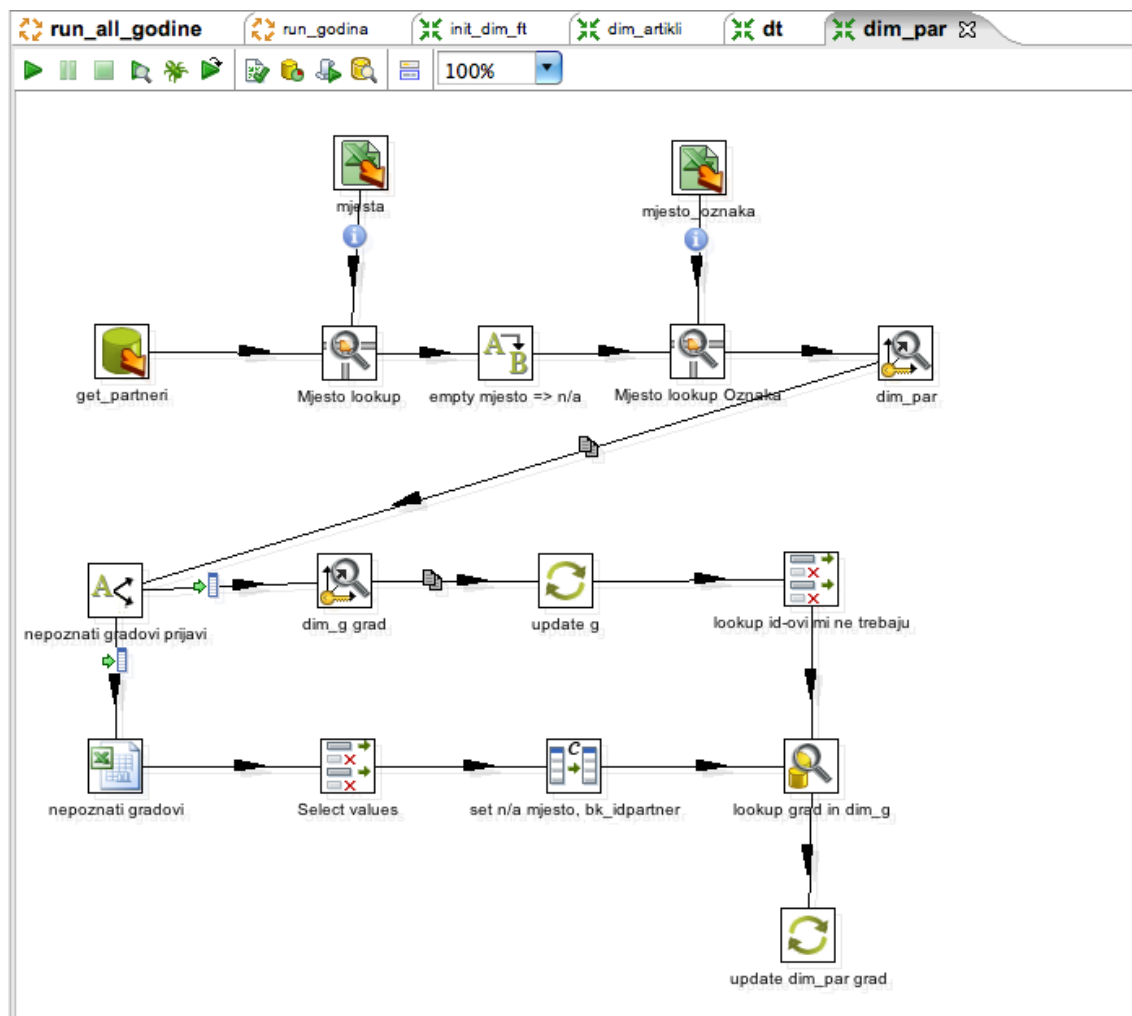 run_all_godine run_godina init_dim_ft dim_artikli dt dim_par
100%
mjesta
mjesto_oznaka
get_partneri
Mjesto lookup
empty mjesto => n/a
Mjesto lookup Oznaka
dim_par
nepoznati gradovi prijavi
dim_g grad
update g
lookup id-ovi mi ne trebaju
nepoznati gradovi
Select values
set n/a mjesto, bk_idpartner
lookup grad in dim_g
update dim_par grad